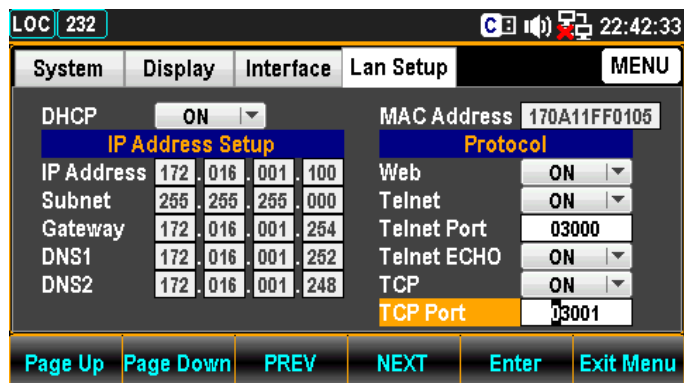 LOC 232 C 22:42:33
System Display Interface Lan Setup MENU
DHCP ON MAC Address 170A11FF0105
IP Address Setup Protocol
IP Address 172 . 016 . 001 . 100 Web ON
Subnet 255 . 255 . 255 . 000 Telnet ON
Gateway 172 . 016 . 001 . 254 Telnet Port 03000
DNS1 172 . 016 . 001 . 252 Telnet ECHO ON
DNS2 172 . 016 . 001 . 248 TCP ON
TCP Port 03001
Page Up Page Down PREV NEXT Enter Exit Menu